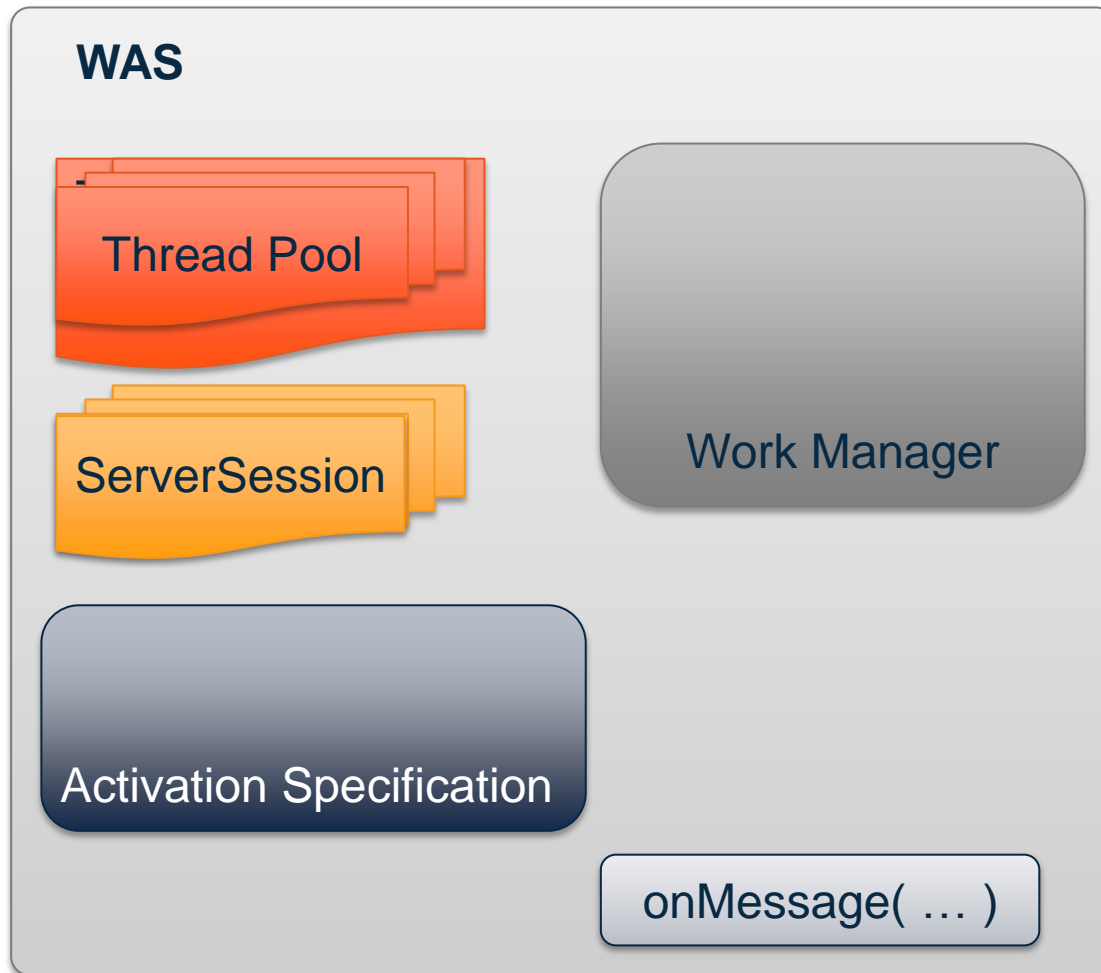 WAS
Thread Pool
ServerSession
Work Manager
Activation Specification
onMessage( … )